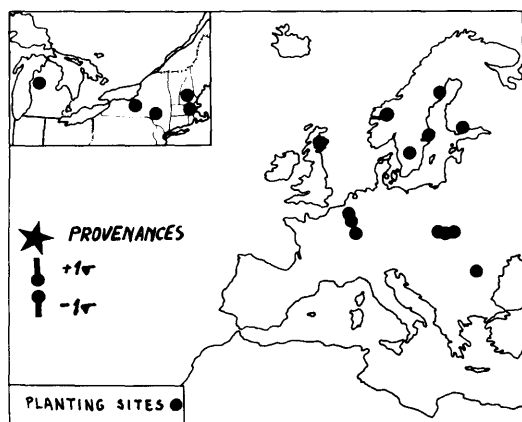 PROVENANCES
+1σ
-1σ
PLANTING SITES